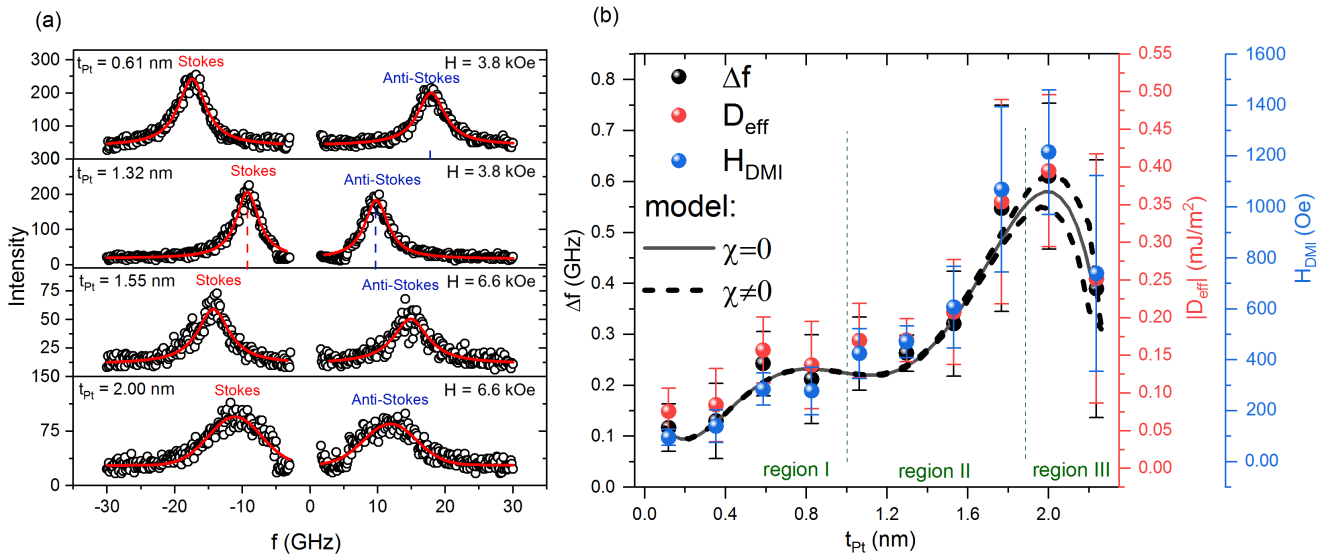 (a)
t_Pt = 0.61 nm Stokes Anti-Stokes H = 3.8 kOe
300
200
100
t_Pt = 1.32 nm Stokes Anti-Stokes H = 3.8 kOe
300
200
100
0
t_Pt = 1.55 nm Stokes Anti-Stokes H = 6.6 kOe
75
50
25
t_Pt = 2.00 nm Stokes Anti-Stokes H = 6.6 kOe
150
75
0
Intensity
-30 -20 -10 0 10 20 30
f (GHz)
(b)
Δf
D_eff
H_DMI
model:
χ=0
χ≠0
region I region II region III
0.8
0.7
0.6
0.5
0.4
0.3
0.2
0.1
0.0
Δf (GHz)
0.0 0.4 0.8 1.2 1.6 2.0
t_Pt (nm)
0.55
0.50
0.45
0.40
0.35
0.30
0.25
0.20
0.15
0.10
0.05
0.00
|D_eff| (mJ/m²)
1600
1400
1200
1000
800
600
400
200
0.00
H_DMI (Oe)